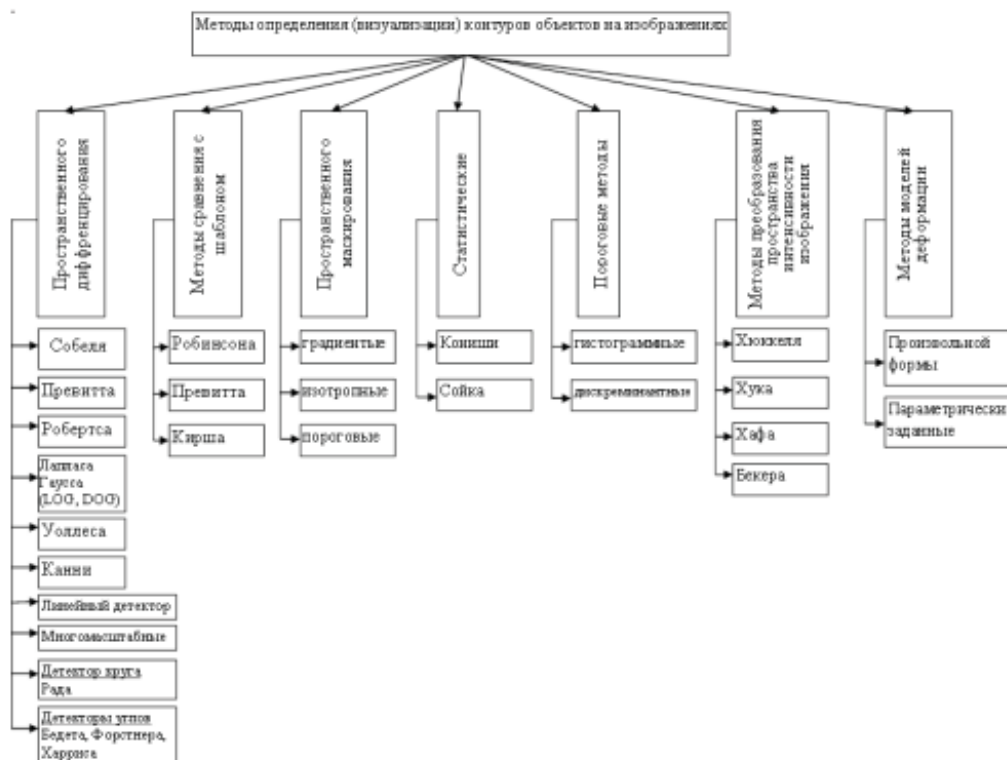 Методы определения (визуализации) контуров объектов на изображениях
Пространственного
дифференцирования
Собеля
Превитта
Робертса
Лапласа
Гаусса
(LOG, DOG)
Уоллеса
Канни
Линейный детектор
Многомасштабные
Детектор круга
Рада
Детекторы углов
Бедета, Форстнера,
Харриса
Методы сравнения с
шаблоном
Робинсона
Превитта
Кирша
Пространственного
маскирования
градиентые
изотропные
пороговые
Статистические
Кониши
Сойка
Пороговые методы
гистограммные
дискреминантные
Методы преобразования
пространства
интенсивности
изображения
Хюккеля
Хука
Хафа
Бекера
Методы моделей
деформации
Произвольной
формы
Параметрически
заданные